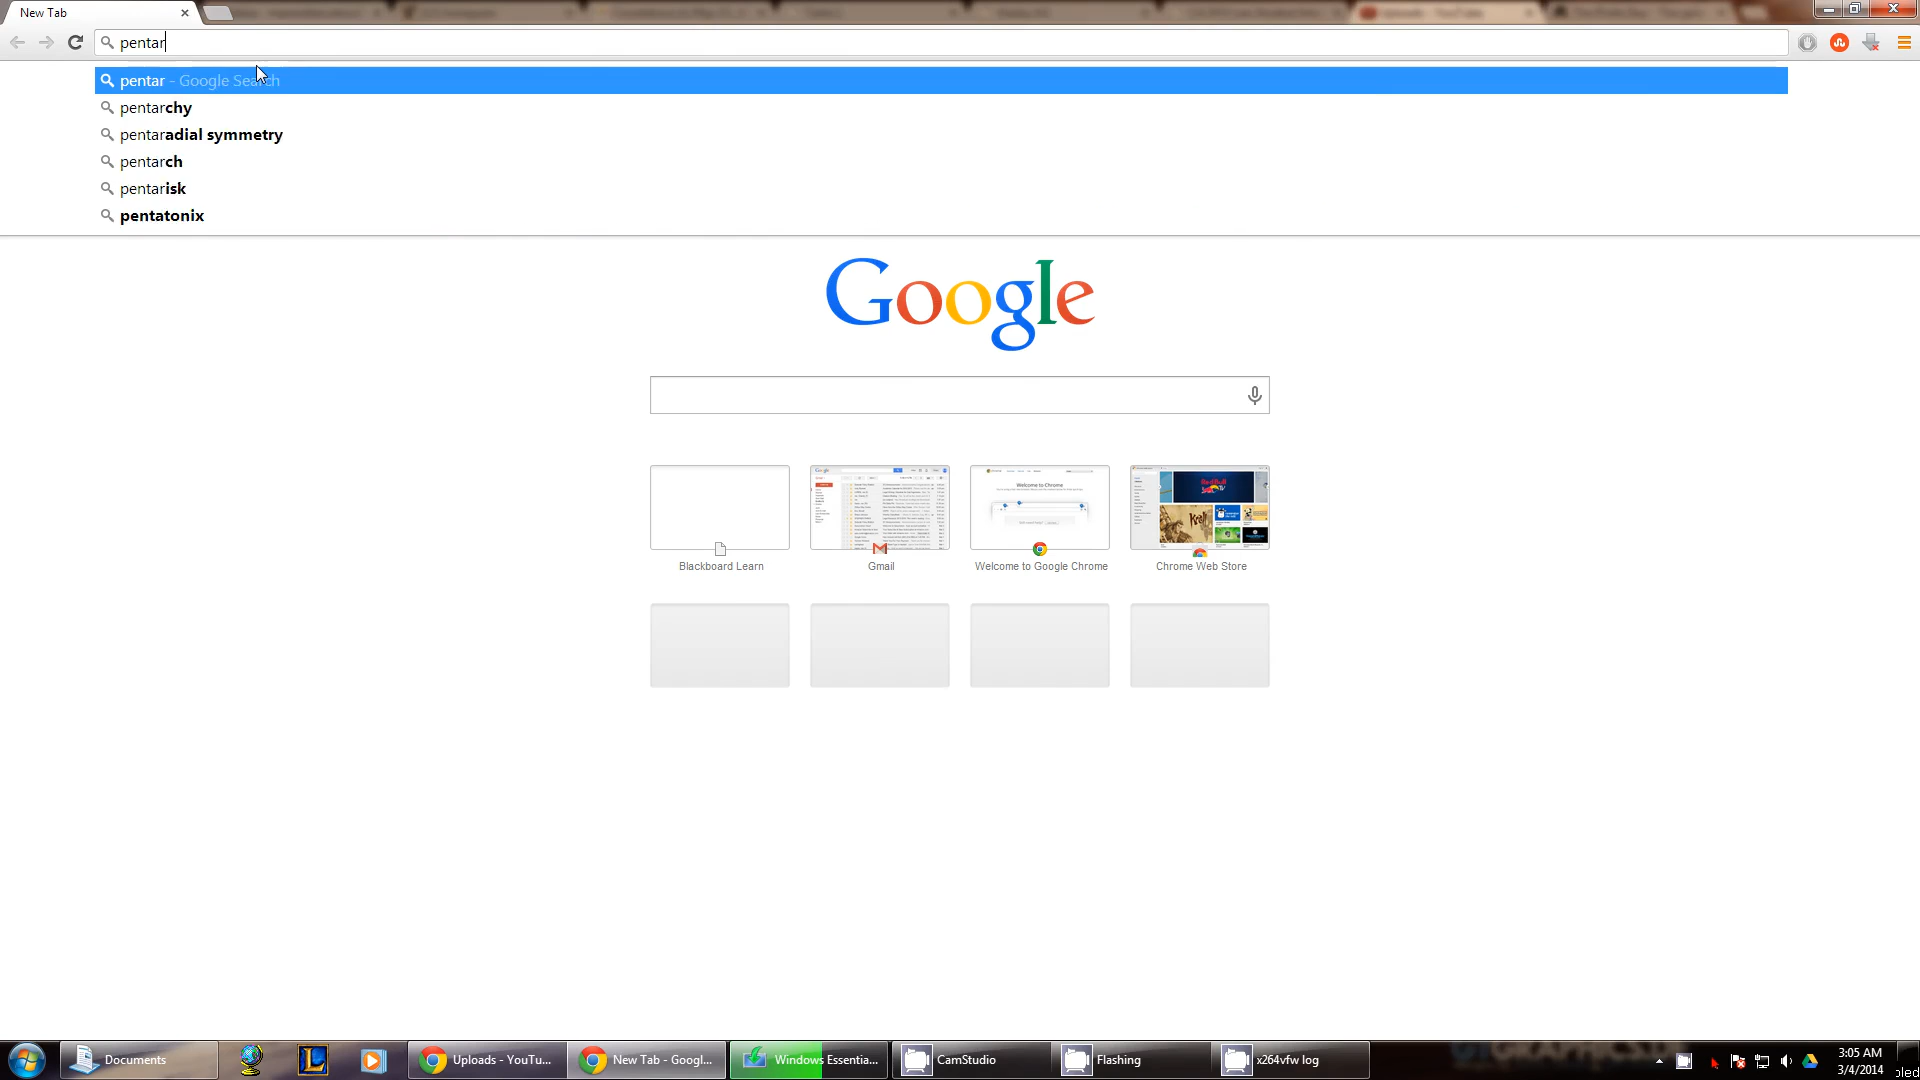 New Tab
pentar
pentar - Google Search
pentarchy
pentaradial symmetry
pentarch
pentarisk
pentatonix
Google
Blackboard Learn
Gmail
Welcome to Google Chrome
Chrome Web Store
Documents
Uploads - YouTu...
New Tab - Googl...
Windows Essentia...
CamStudio
Flashing
x264vfw log
3:05 AM
3/4/2014